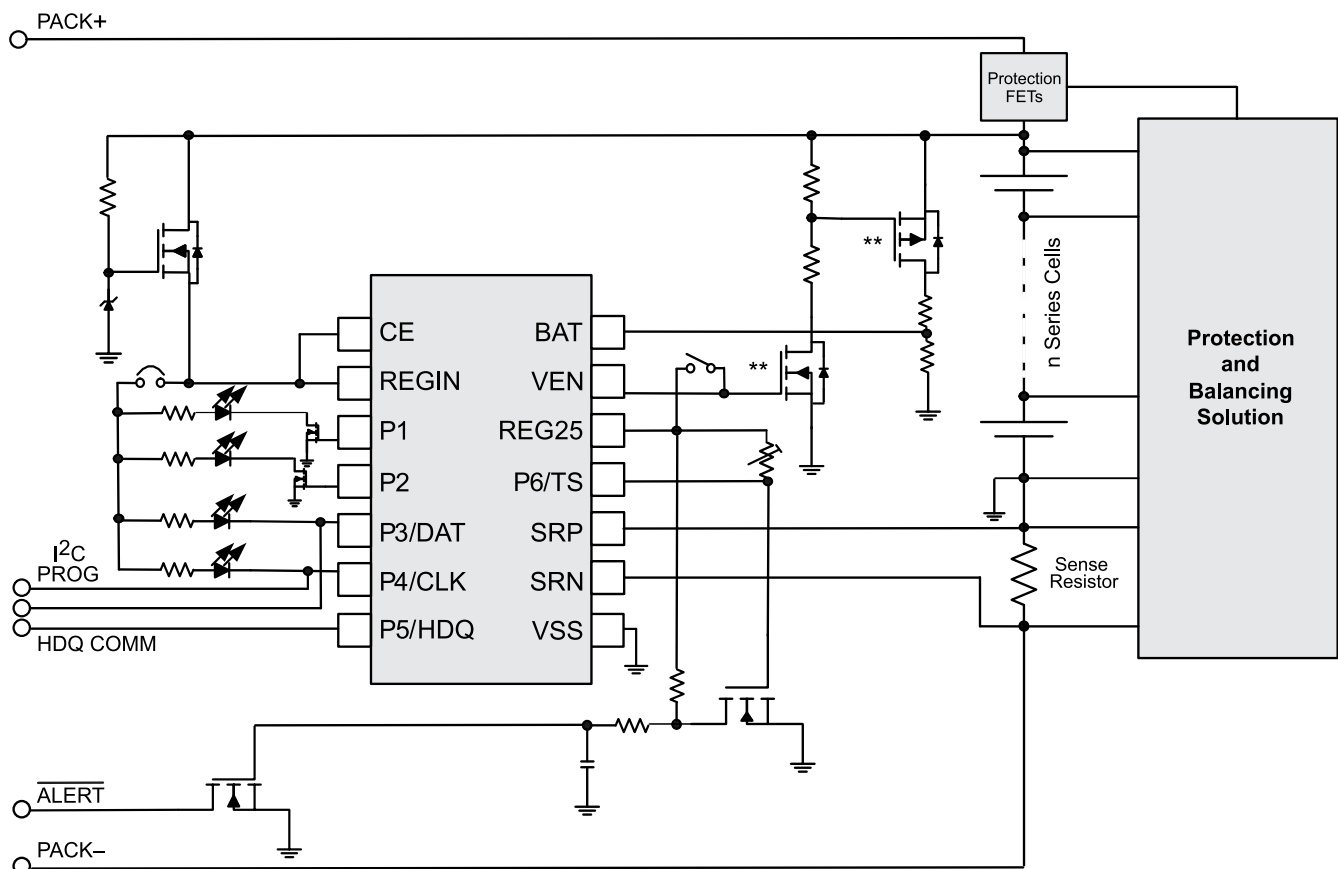 PACK+
Protection
FETs
**
n Series Cells
Protection
and
Balancing
Solution
CE
BAT
REGIN
VEN
**
P1
REG25
P2
P6/TS
P3/DAT
SRP
I²C
PROG
P4/CLK
SRN
Sense
Resistor
P5/HDQ
VSS
HDQ COMM
ALERT
PACK–